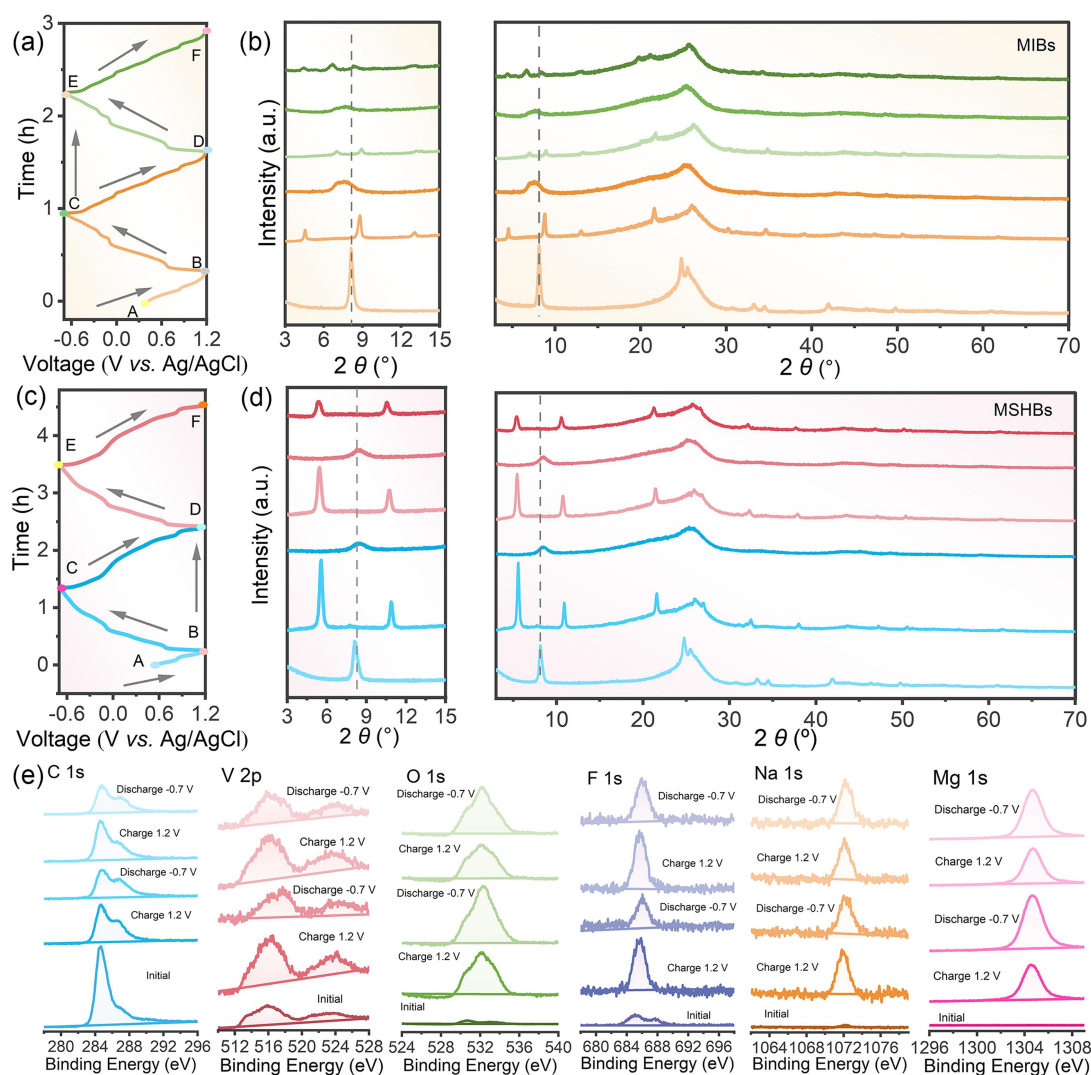 (a)
3
2
1
0
Time (h)
-0.6 0.0 0.6 1.2
Voltage (V vs. Ag/AgCl)
A
B
C
D
E
F
(b)
Intensity (a.u.)
3 6 9 12 15
2 θ (°)
MIBs
10 20 30 40 50 60 70
2 θ (°)
(c)
4
3
2
1
0
Time (h)
-0.6 0.0 0.6 1.2
Voltage (V vs. Ag/AgCl)
A
B
C
D
E
F
(d)
Intensity (a.u.)
3 6 9 12 15
2 θ (°)
MSHBs
10 20 30 40 50 60 70
2 θ (°)
(e) C 1s
Discharge -0.7 V
Charge 1.2 V
Discharge -0.7 V
Charge 1.2 V
Initial
280 284 288 292 296
Binding Energy (eV)
V 2p
Discharge -0.7 V
Charge 1.2 V
Discharge -0.7 V
Charge 1.2 V
Initial
512 516 520 524 528
Binding Energy (eV)
O 1s
Discharge -0.7 V
Charge 1.2 V
Discharge -0.7 V
Charge 1.2 V
Initial
524 528 532 536 540
Binding Energy (eV)
F 1s
Discharge -0.7 V
Charge 1.2 V
Discharge -0.7 V
Charge 1.2 V
Initial
680 684 688 692 696
Binding Energy (eV)
Na 1s
Discharge -0.7 V
Charge 1.2 V
Discharge -0.7 V
Charge 1.2 V
Initial
1064 1068 1072 1076
Binding Energy (eV)
Mg 1s
Discharge -0.7 V
Charge 1.2 V
Discharge -0.7 V
Charge 1.2 V
Initial
1296 1300 1304 1308
Binding Energy (eV)